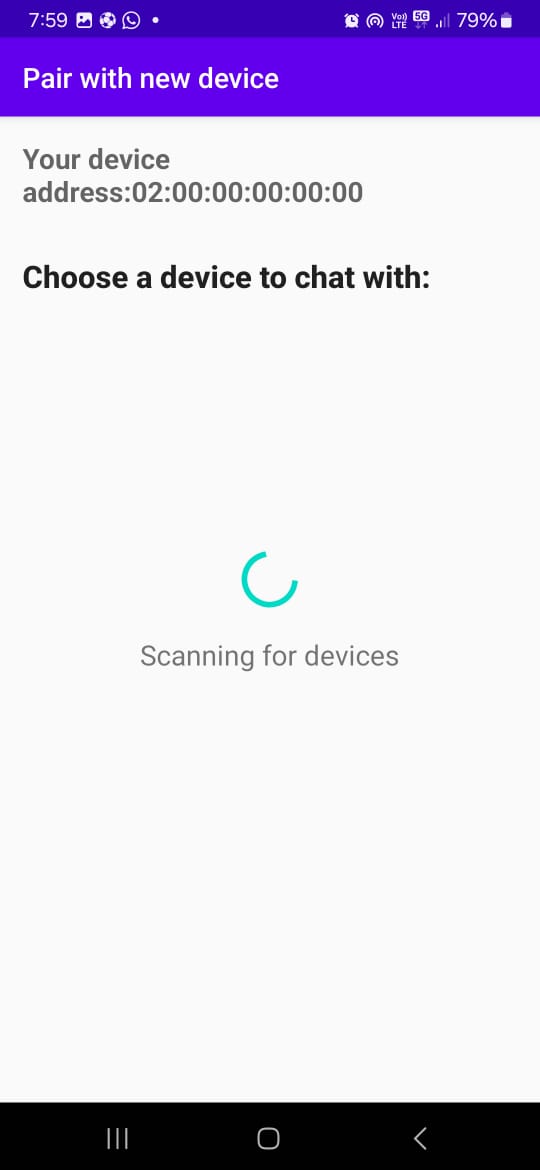 7:59
Vo)) LTE 5G 79%
Pair with new device
Your device
address:02:00:00:00:00:00
Choose a device to chat with:
Scanning for devices